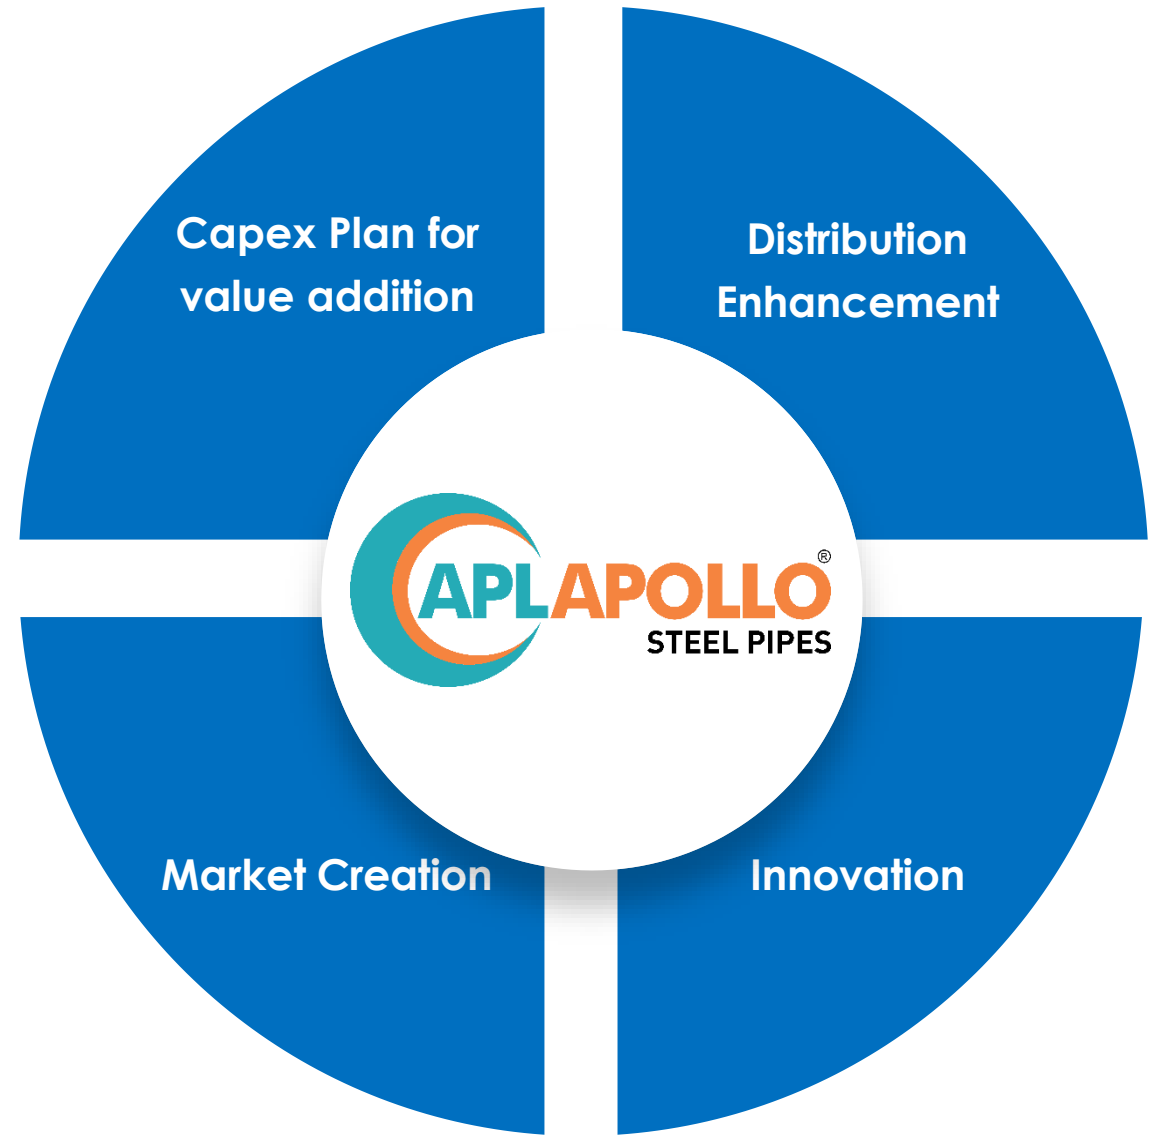 Capex Plan for
value addition
Distribution
Enhancement
APLAPOLLO®
STEEL PIPES
Market Creation
Innovation